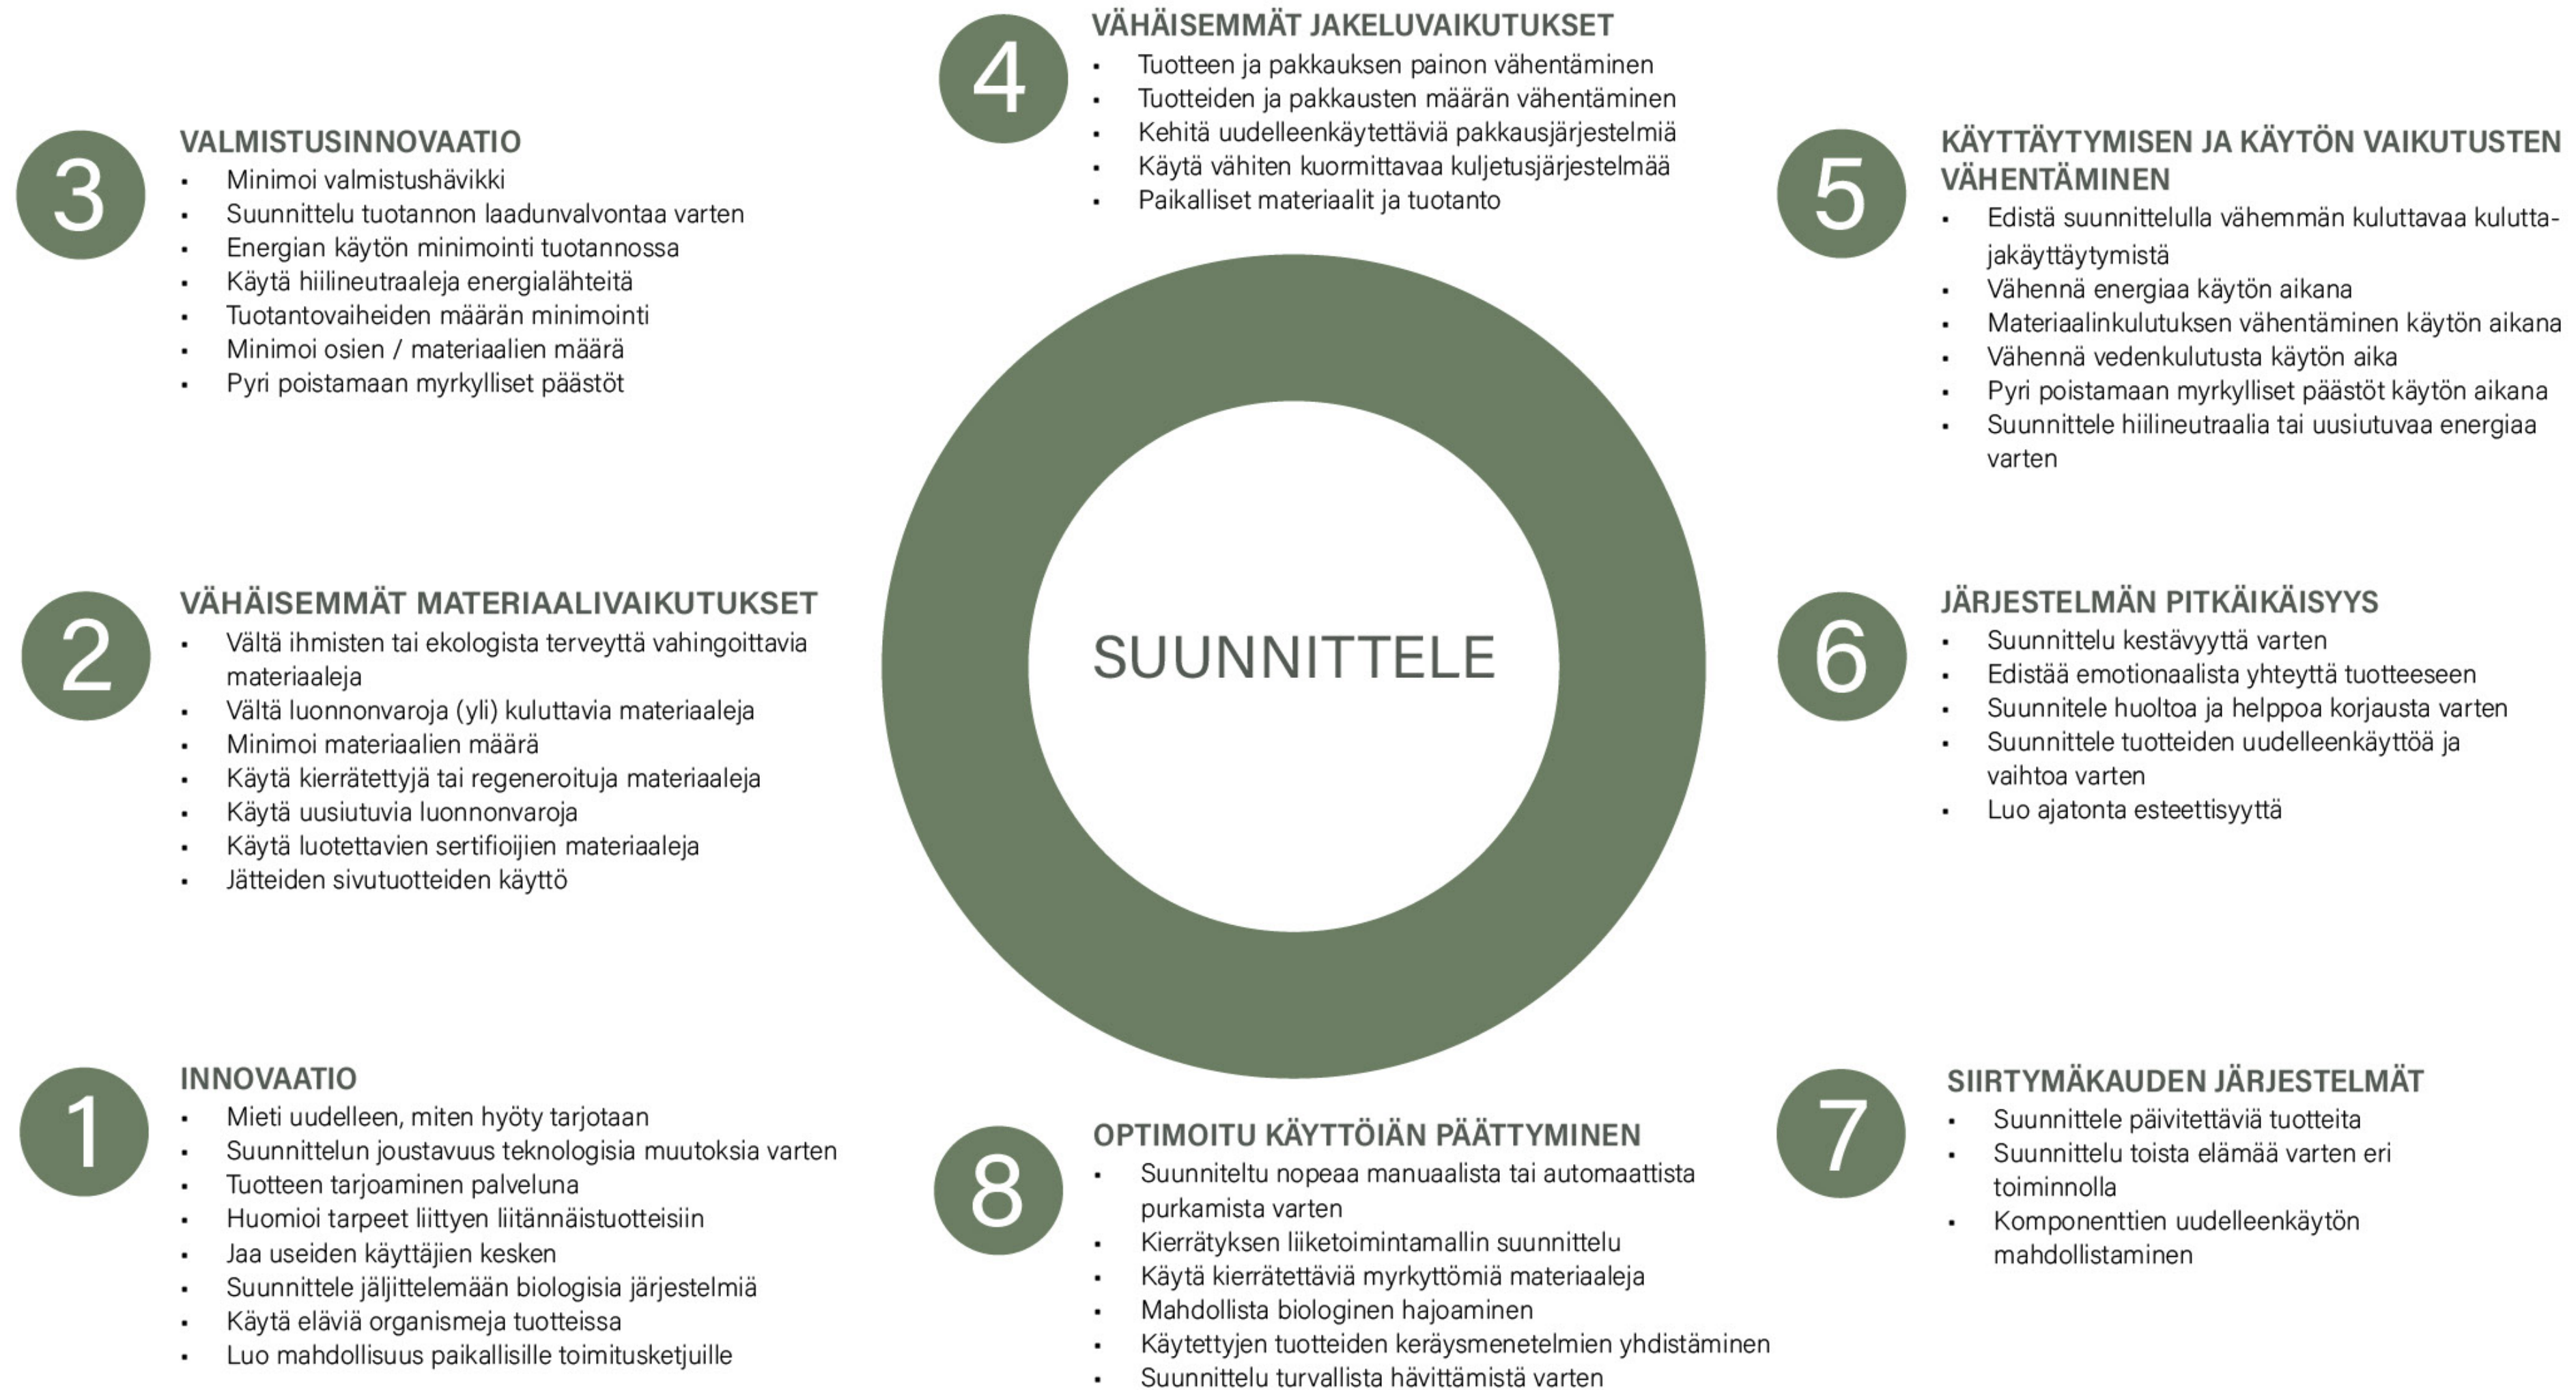 4
VÄHÄISEMMÄT JAKELUVAIKUTUKSET
▪ Tuotteen ja pakkauksen painon vähentäminen
▪ Tuotteiden ja pakkausten määrän vähentäminen
▪ Kehitä uudelleenkäytettäviä pakkausjärjestelmiä
▪ Käytä vähiten kuormittavaa kuljetusjärjestelmää
▪ Paikalliset materiaalit ja tuotanto
3
VALMISTUSINNOVAATIO
▪ Minimoi valmistushävikki
▪ Suunnittelu tuotannon laadunvalvontaa varten
▪ Energian käytön minimointi tuotannossa
▪ Käytä hiilineutraaleja energialähteitä
▪ Tuotantovaiheiden määrän minimointi
▪ Minimoi osien / materiaalien määrä
▪ Pyri poistamaan myrkylliset päästöt
5
KÄYTTÄYTYMISEN JA KÄYTÖN VAIKUTUSTEN
VÄHENTÄMINEN
▪ Edistä suunnittelulla vähemmän kuluttavaa kulutta-
jakäyttäytymistä
▪ Vähennä energiaa käytön aikana
▪ Materiaalinkulutuksen vähentäminen käytön aikana
▪ Vähennä vedenkulutusta käytön aika
▪ Pyri poistamaan myrkylliset päästöt käytön aikana
▪ Suunnittele hiilineutraalia tai uusiutuvaa energiaa
varten
2
VÄHÄISEMMÄT MATERIAALIVAIKUTUKSET
▪ Vältä ihmisten tai ekologista terveyttä vahingoittavia
materiaaleja
▪ Vältä luonnonvaroja (yli) kuluttavia materiaaleja
▪ Minimoi materiaalien määrä
▪ Käytä kierrätettyjä tai regeneroituja materiaaleja
▪ Käytä uusiutuvia luonnonvaroja
▪ Käytä luotettavien sertifioijien materiaaleja
▪ Jätteiden sivutuotteiden käyttö
SUUNNITTELE
6
JÄRJESTELMÄN PITKÄIKÄISYYS
▪ Suunnittelu kestävyyttä varten
▪ Edistää emotionaalista yhteyttä tuotteeseen
▪ Suunnitele huoltoa ja helppoa korjausta varten
▪ Suunnittele tuotteiden uudelleenkäyttöä ja
vaihtoa varten
▪ Luo ajatonta esteettisyyttä
1
INNOVAATIO
▪ Mieti uudelleen, miten hyöty tarjotaan
▪ Suunnittelun joustavuus teknologisia muutoksia varten
▪ Tuotteen tarjoaminen palveluna
▪ Huomioi tarpeet liittyen liitännäistuotteisiin
▪ Jaa useiden käyttäjien kesken
▪ Suunnittele jäljittelemään biologisia järjestelmiä
▪ Käytä eläviä organismeja tuotteissa
▪ Luo mahdollisuus paikallisille toimitusketjuille
8
OPTIMOITU KÄYTTÖIÄN PÄÄTTYMINEN
▪ Suunniteltu nopeaa manuaalista tai automaattista
purkamista varten
▪ Kierrätyksen liiketoimintamallin suunnittelu
▪ Käytä kierrätettäviä myrkyttömiä materiaaleja
▪ Mahdollista biologinen hajoaminen
▪ Käytettyjen tuotteiden keräysmenetelmien yhdistäminen
▪ Suunnittelu turvallista hävittämistä varten
7
SIIRTYMÄKAUDEN JÄRJESTELMÄT
▪ Suunnittele päivitettäviä tuotteita
▪ Suunnittelu toista elämää varten eri
toiminnolla
▪ Komponenttien uudelleenkäytön
mahdollistaminen